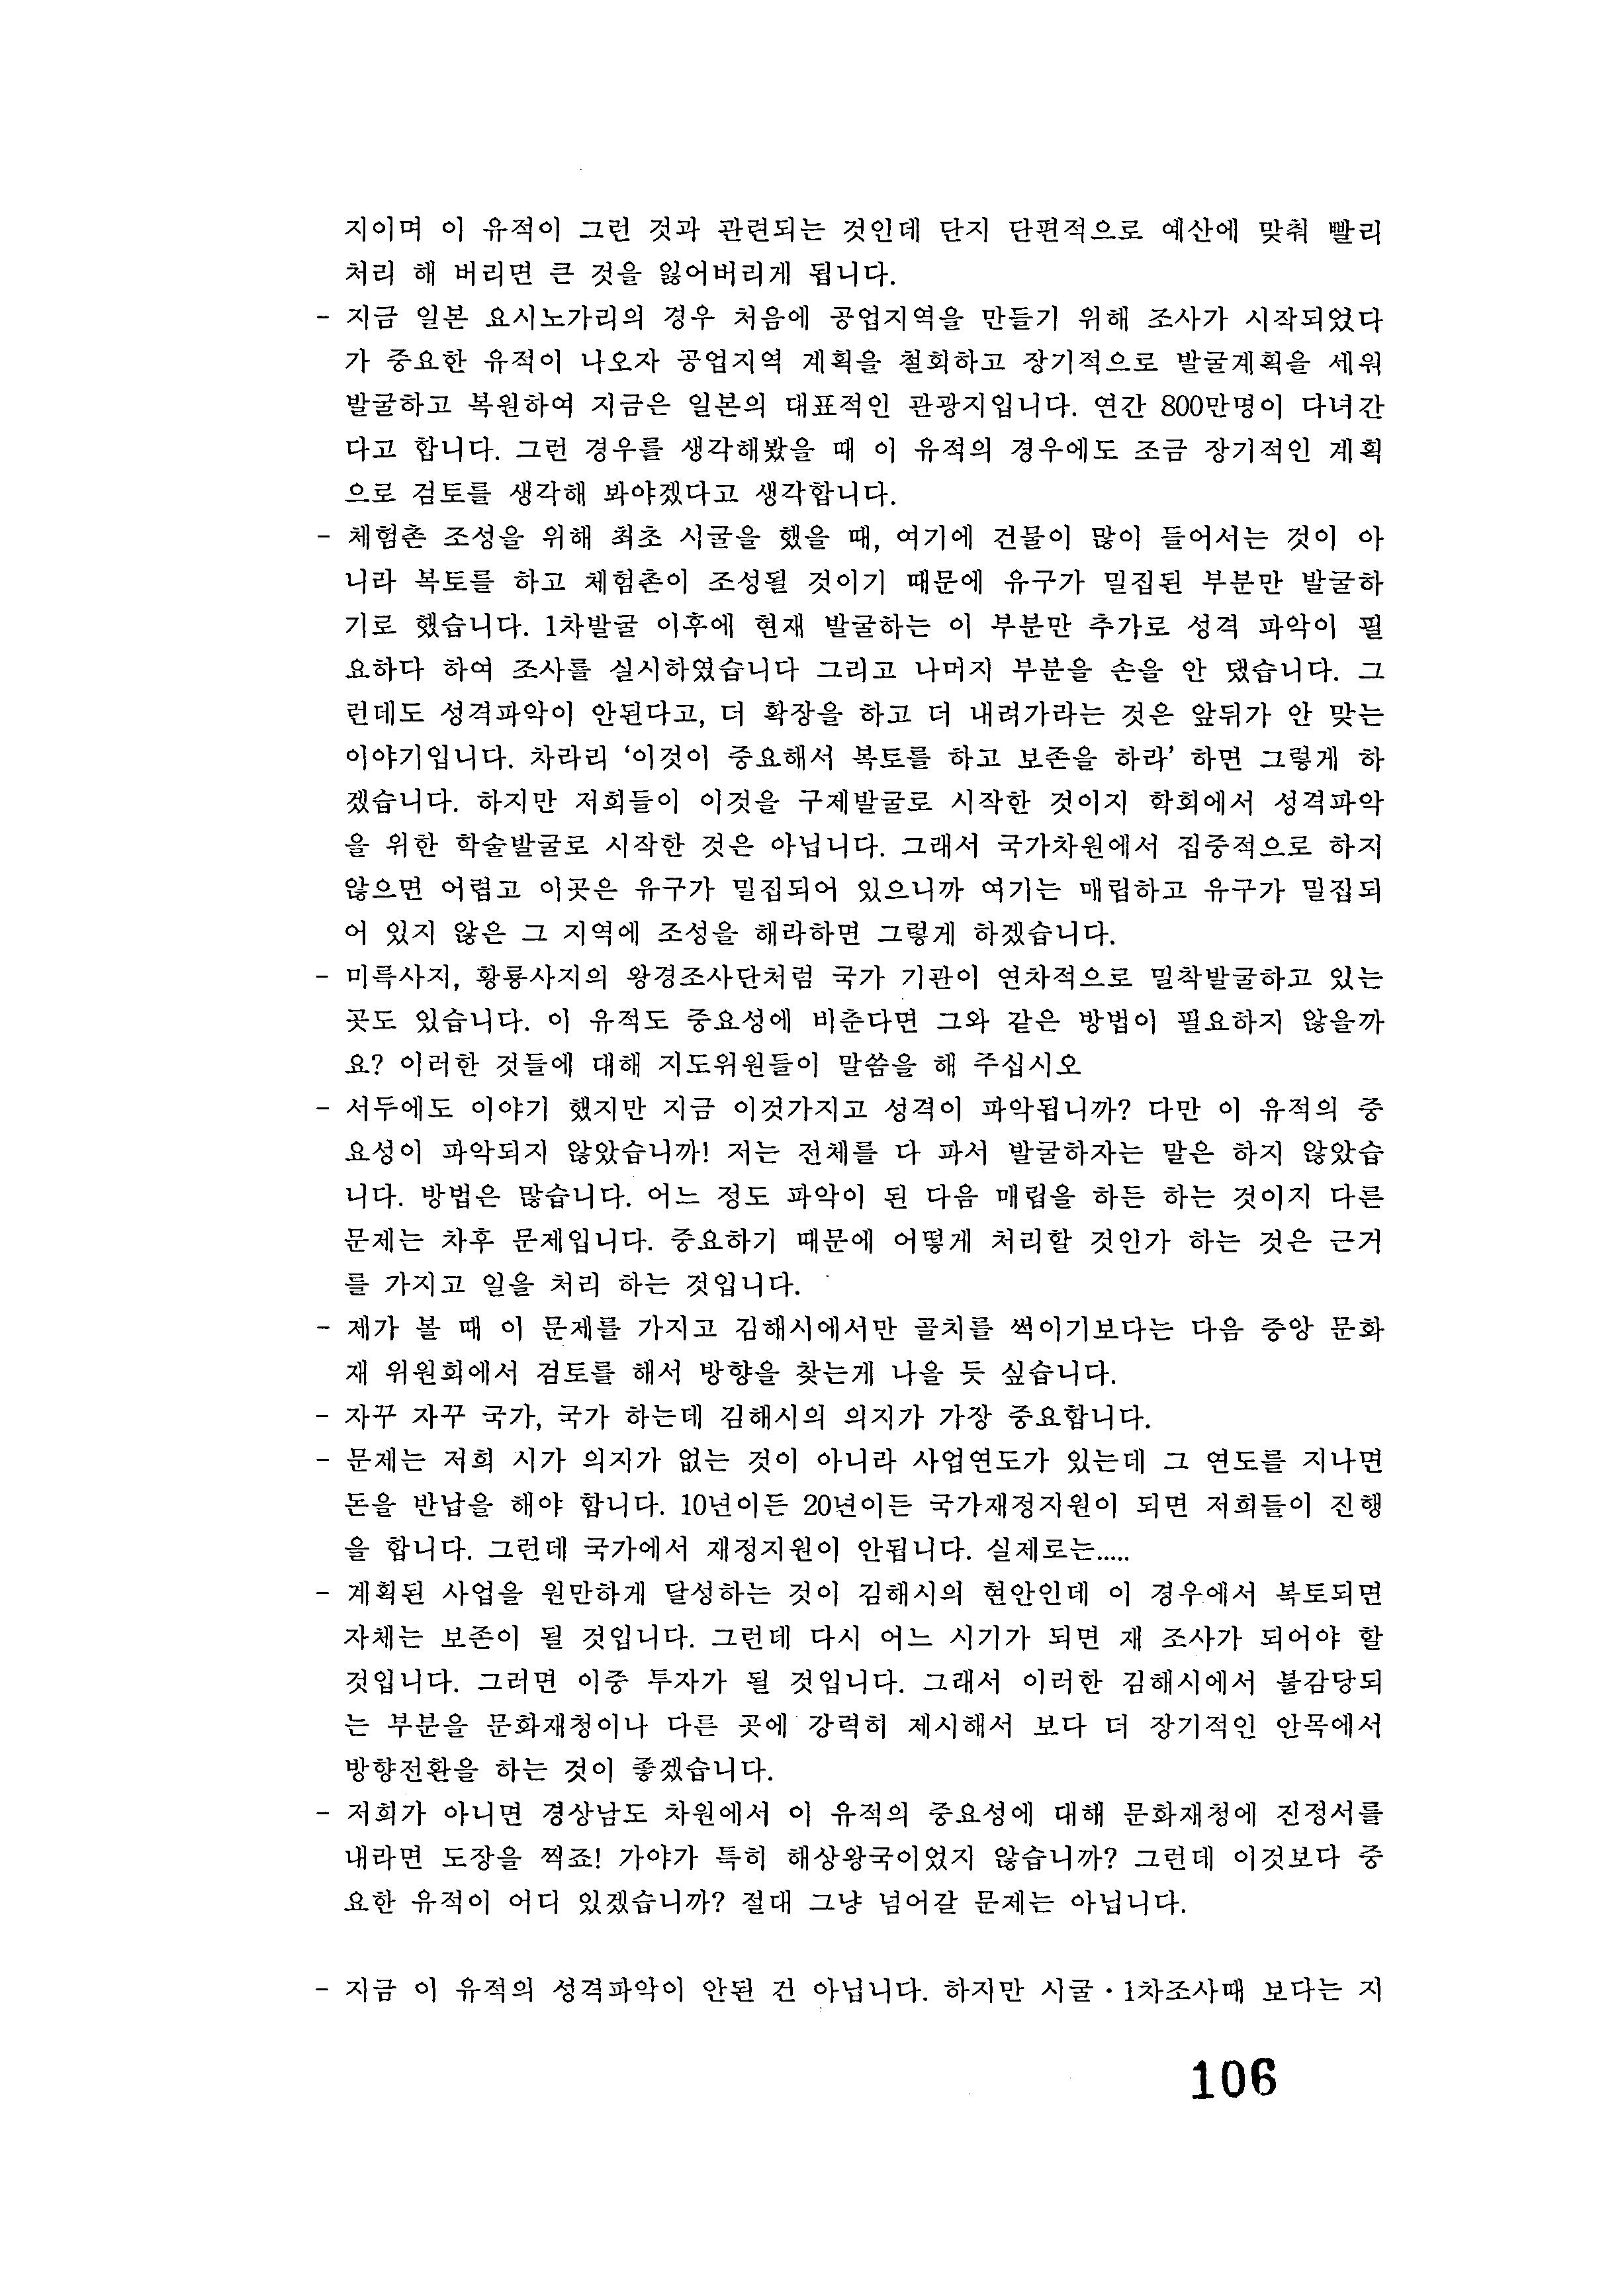 지이며 이 유적이 그런 것과 관련되는 것인데 단지 단편적으로 예산에 맞춰 빨리
처리 해 버리면 큰 것을 잃어버리게 됩니다.
- 지금 일본 요시노가리의 경우 처음에 공업지역을 만들기 위해 조사가 시작되었다
가 중요한 유적이 나오자 공업지역 계획을 철회하고 장기적으로 발굴계획을 세워
발굴하고 복원하여 지금은 일본의 대표적인 관광지입니다. 연간 800만명이 다녀간
다고 합니다. 그런 경우를 생각해봤을 때 이 유적의 경우에도 조금 장기적인 계획
으로 검토를 생각해 봐야겠다고 생각합니다.
- 체험촌 조성을 위해 최초 시굴을 했을 때, 여기에 건물이 많이 들어서는 것이 아
니라 복토를 하고 체험촌이 조성될 것이기 때문에 유구가 밀집된 부분만 발굴하
기로 했습니다. 1차발굴 이후에 현재 발굴하는 이 부분만 추가로 성격 파악이 필
요하다 하여 조사를 실시하였습니다 그리고 나머지 부분을 손을 안 댔습니다. 그
런데도 성격파악이 안된다고, 더 확장을 하고 더 내려가라는 것은 앞뒤가 안 맞는
이야기입니다. 차라리 ‘이것이 중요해서 복토를 하고 보존을 하라’ 하면 그렇게 하
겠습니다. 하지만 저희들이 이것을 구제발굴로 시작한 것이지 학회에서 성격파악
을 위한 학술발굴로 시작한 것은 아닙니다. 그래서 국가차원에서 집중적으로 하지
않으면 어렵고 이곳은 유구가 밀집되어 있으니까 여기는 매립하고 유구가 밀집되
어 있지 않은 그 지역에 조성을 해라하면 그렇게 하겠습니다.
- 미륵사지, 황룡사지의 왕경조사단처럼 국가 기관이 연차적으로 밀착발굴하고 있는
곳도 있습니다. 이 유적도 중요성에 비춘다면 그와 같은 방법이 필요하지 않을까
요? 이러한 것들에 대해 지도위원들이 말씀을 해 주십시오
- 서두에도 이야기 했지만 지금 이것가지고 성격이 파악됩니까? 다만 이 유적의 중
요성이 파악되지 않았습니까! 저는 전체를 다 파서 발굴하자는 말은 하지 않았습
니다. 방법은 많습니다. 어느 정도 파악이 된 다음 매립을 하든 하는 것이지 다른
문제는 차후 문제입니다. 중요하기 때문에 어떻게 처리할 것인가 하는 것은 근거
를 가지고 일을 처리 하는 것입니다.
- 제가 볼 때 이 문제를 가지고 김해시에서만 골치를 썩이기보다는 다음 중앙 문화
재 위원회에서 검토를 해서 방향을 찾는게 나을 듯 싶습니다.
- 자꾸 자꾸 국가, 국가 하는데 김해시의 의지가 가장 중요합니다.
- 문제는 저희 시가 의지가 없는 것이 아니라 사업연도가 있는데 그 연도를 지나면
돈을 반납을 해야 합니다. 10년이든 20년이든 국가재정지원이 되면 저희들이 진행
을 합니다. 그런데 국가에서 재정지원이 안됩니다. 실제로는.....
- 계획된 사업을 원만하게 달성하는 것이 김해시의 현안인데 이 경우에서 복토되면
자체는 보존이 될 것입니다. 그런데 다시 어느 시기가 되면 재 조사가 되어야 할
것입니다. 그러면 이중 투자가 될 것입니다. 그래서 이러한 김해시에서 불감당되
는 부분을 문화재청이나 다른 곳에 강력히 제시해서 보다 더 장기적인 안목에서
방향전환을 하는 것이 좋겠습니다.
- 저희가 아니면 경상남도 차원에서 이 유적의 중요성에 대해 문화재청에 진정서를
내라면 도장을 찍죠! 가야가 특히 해상왕국이었지 않습니까? 그런데 이것보다 중
요한 유적이 어디 있겠습니까? 절대 그냥 넘어갈 문제는 아닙니다.
- 지금 이 유적의 성격파악이 안된 건 아닙니다. 하지만 시굴·1차조사때 보다는 지
106